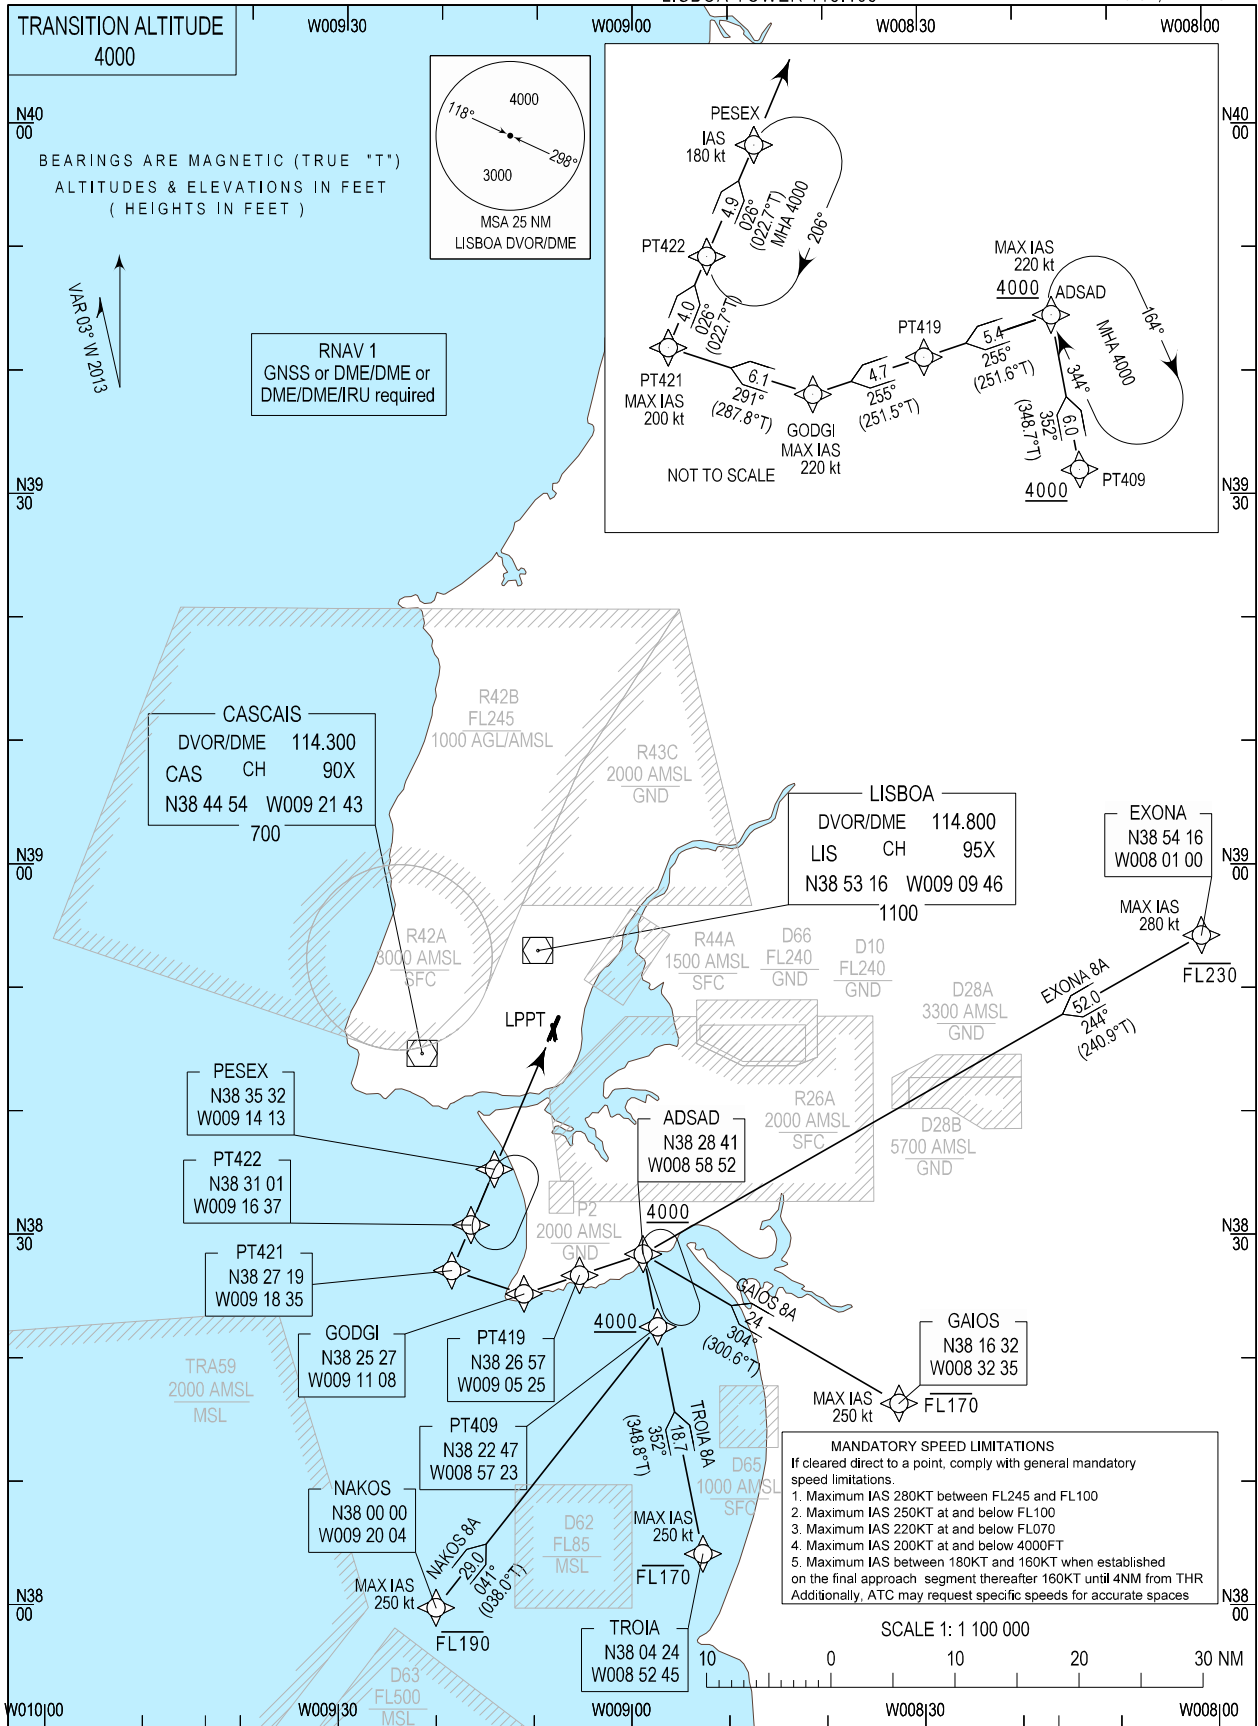 W009 30
W009 00
W008 30
W008 00
TRANSITION ALTITUDE
4000
N40
00
N40
00
BEARINGS ARE MAGNETIC (TRUE "T")
ALTITUDES & ELEVATIONS IN FEET
( HEIGHTS IN FEET )
4000
118°
298°
3000
MSA 25 NM
LISBOA DVOR/DME
VAR 03° W 2013
RNAV 1
GNSS or DME/DME or
DME/DME/IRU required
PESEX
IAS
180 kt
4.9
026°
(022.7°T)
MHA 4000
206°
PT422
4.0
026°
(022.7°T)
PT421
MAX IAS
200 kt
6.1
291°
(287.8°T)
GODGI
MAX IAS
220 kt
4.7
255°
(251.5°T)
PT419
5.4
255°
(251.6°T)
MAX IAS
220 kt
4000
ADSAD
164°
MHA 4000
344°
6.0
352°
(348.7°T)
PT409
4000
NOT TO SCALE
N39
30
N39
30
R42B
FL245
1000 AGL/AMSL
R43C
2000 AMSL
GND
CASCAIS
DVOR/DME 114.300
CAS CH 90X
N38 44 54 W009 21 43
700
LISBOA
DVOR/DME 114.800
LIS CH 95X
N38 53 16 W009 09 46
1100
EXONA
N38 54 16
W008 01 00
MAX IAS
280 kt
FL230
N39
00
N39
00
R42A
3000 AMSL
SFC
R44A
1500 AMSL
SFC
D66
FL240
GND
D10
FL240
GND
D28A
3300 AMSL
GND
EXONA 8A
52.0
244°
(240.9°T)
LPPT
PESEX
N38 35 32
W009 14 13
R26A
2000 AMSL
SFC
D28B
5700 AMSL
GND
ADSAD
N38 28 41
W008 58 52
4000
PT422
N38 31 01
W009 16 37
P2
2000 AMSL
GND
N38
30
N38
30
PT421
N38 27 19
W009 18 35
GODGI
N38 25 27
W009 11 08
PT419
N38 26 57
W009 05 25
4000
GAIOS 8A
24
304°
(300.6°T)
GAIOS
N38 16 32
W008 32 35
MAX IAS
250 kt
FL170
TRA59
2000 AMSL
MSL
PT409
N38 22 47
W008 57 23
TROIA 8A
18.7
352°
(348.8°T)
D65
1000 AMSL
SFC
NAKOS
N38 00 00
W009 20 04
NAKOS 8A
29.0
041°
(038.0°T)
MAX IAS
250 kt
FL190
D62
FL85
MSL
MAX IAS
250 kt
FL170
TROIA
N38 04 24
W008 52 45
MANDATORY SPEED LIMITATIONS
If cleared direct to a point, comply with general mandatory
speed limitations.
1. Maximum IAS 280KT between FL245 and FL100
2. Maximum IAS 250KT at and below FL100
3. Maximum IAS 220KT at and below FL070
4. Maximum IAS 200KT at and below 4000FT
5. Maximum IAS between 180KT and 160KT when established
on the final approach segment thereafter 160KT until 4NM from THR
Additionally, ATC may request specific speeds for accurate spaces
N38
00
N38
00
SCALE 1: 1 100 000
10 0 10 20 30 NM
D63
FL500
MSL
W010 00
W009 30
W009 00
W008 30
W008 00